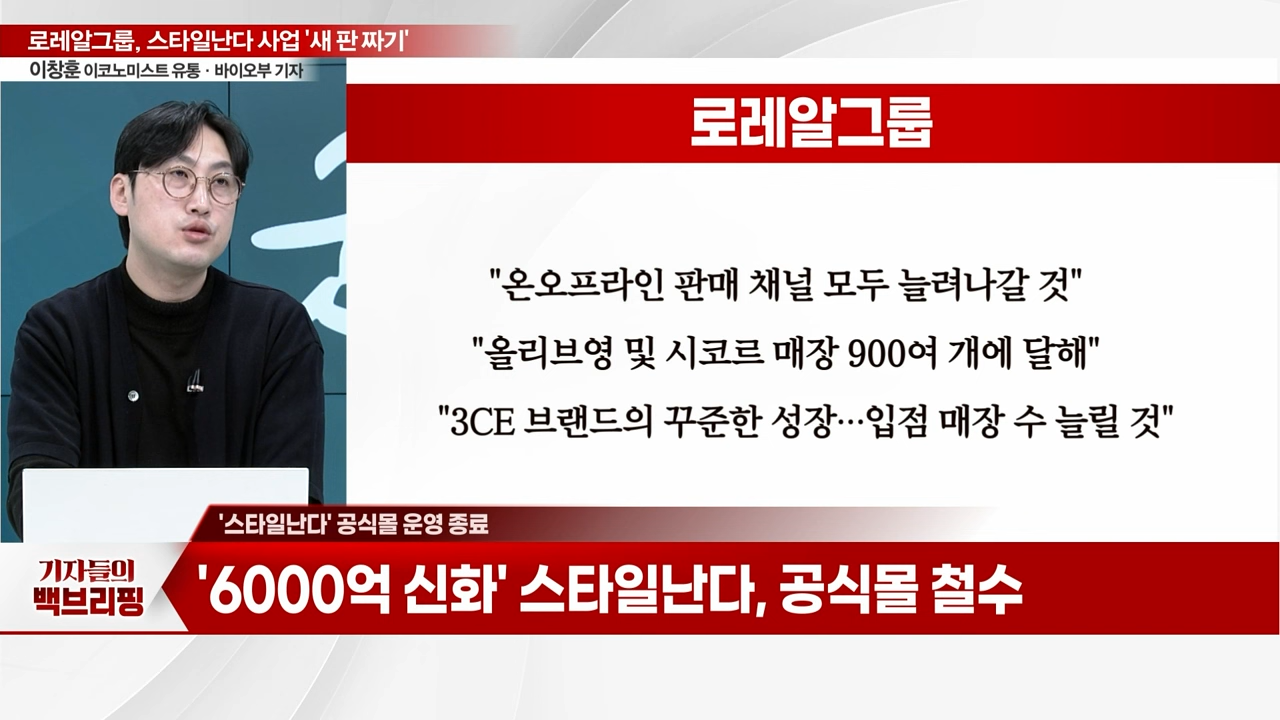 로레알그룹, 스타일난다 사업 '새 판 짜기'
이창훈 이코노미스트 유통·바이오부 기자
로레알그룹
"온오프라인 판매 채널 모두 늘려나갈 것"
"올리브영 및 시코르 매장 900여 개에 달해"
"3CE 브랜드의 꾸준한 성장…입점 매장 수 늘릴 것"
'스타일난다' 공식몰 운영 종료
기자들의
백브리핑
'6000억 신화' 스타일난다, 공식몰 철수